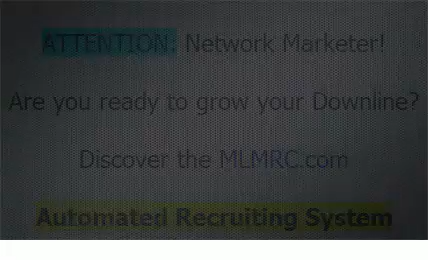 ATTENTION: Network Marketer!
Are you ready to grow your Downline?
Discover the MLMRC.com
Automated Recruiting System